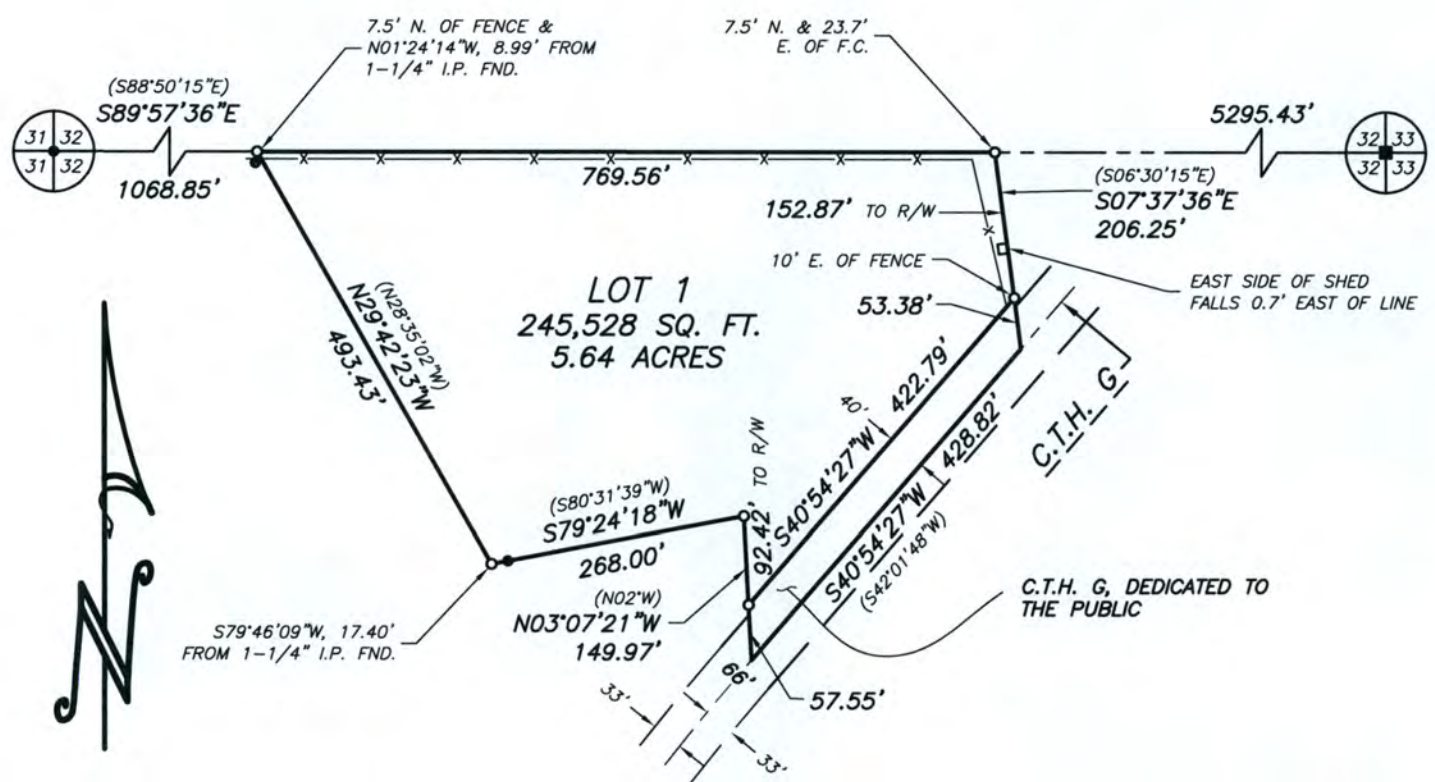 7.5' N. OF FENCE &
N01°24'14"W, 8.99' FROM
1-1/4" I.P. FND.
7.5' N. & 23.7'
E. OF F.C.
(S88°50'15"E)
S89°57'36"E
1068.85'
31 32
31 32
769.56'
5295.43'
32 33
32 33
(S06°30'15"E)
S07°37'36"E
206.25'
152.87' TO R/W
10' E. OF FENCE
EAST SIDE OF SHED
FALLS 0.7' EAST OF LINE
53.38'
LOT 1
245,528 SQ. FT.
5.64 ACRES
(N28°35'02"W)
N29°42'23"W
493.43'
S40°54'27"W 422.79'
40'
C.T.H. G
S40°54'27"W 428.82'
(S42°01'48"W)
92.42' TO R/W
(S80°31'39"W)
S79°24'18"W
268.00'
(N02°W)
N03°07'21"W
149.97'
S79°46'09"W, 17.40'
FROM 1-1/4" I.P. FND.
C.T.H. G, DEDICATED TO
THE PUBLIC
57.55'
66'
33'
33'
N